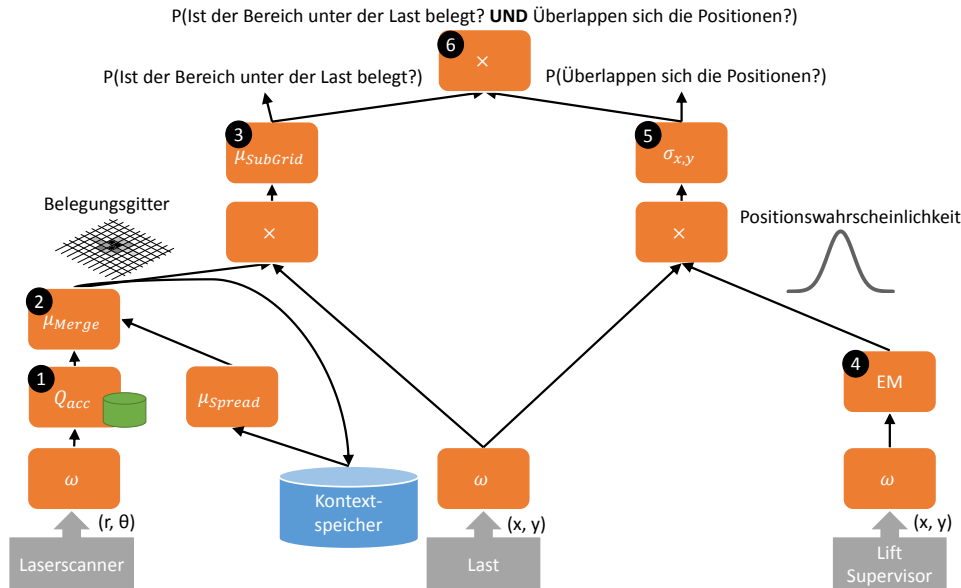 P(Ist der Bereich unter der Last belegt? UND Überlappen sich die Positionen?)
6
×
P(Ist der Bereich unter der Last belegt?)
P(Überlappen sich die Positionen?)
3
μSubGrid
5
σx,y
Belegungsgitter
×
×
Positionswahrscheinlichkeit
2
μMerge
1
Qacc
μSpread
4
EM
ω
Kontext-
speicher
ω
ω
(r, θ)
(x, y)
(x, y)
Laserscanner
Last
Lift
Supervisor